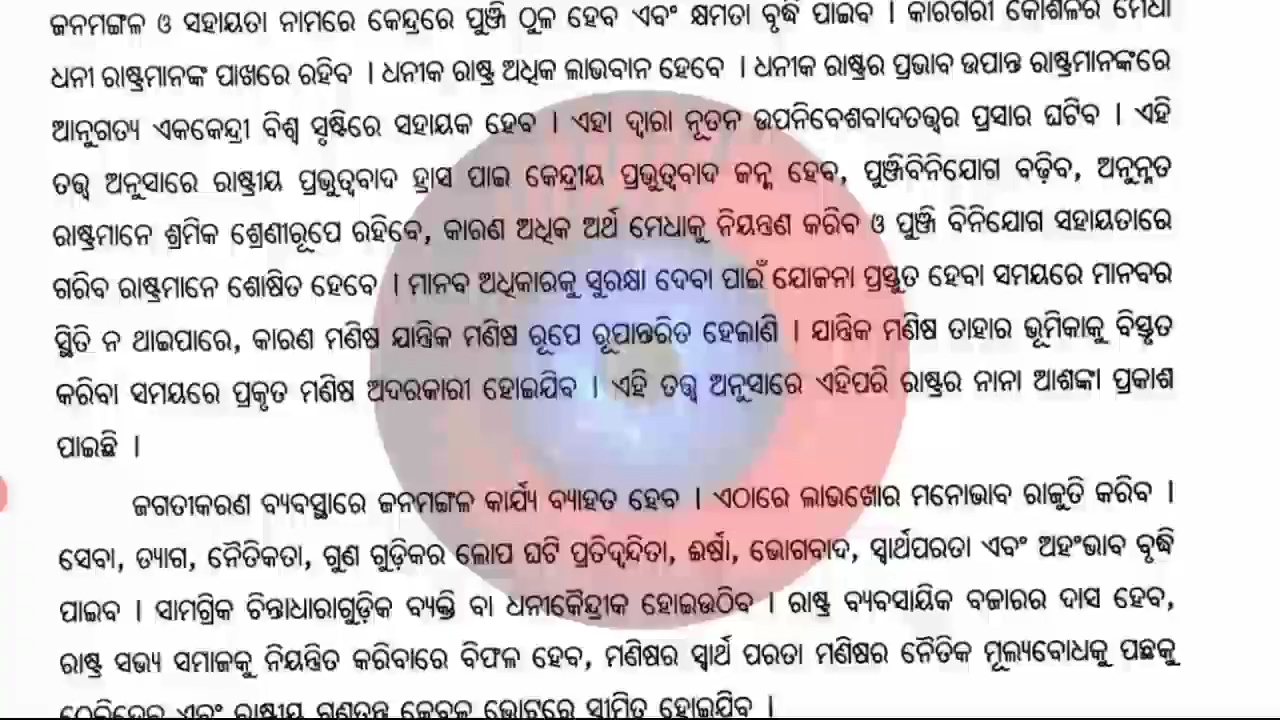 ଜନମଙ୍ଗଳ ଓ ସହାୟତା ନାମରେ କେନ୍ଦ୍ରରେ ପୁଞ୍ଜି ଠୁଳ ହେବ ଏବଂ କ୍ଷମତା ବୃଦ୍ଧି ପାଇବ । କାରିଗରୀ କୌଶଳର ମେଧା
ଧନୀ ରାଷ୍ଟ୍ରମାନଙ୍କ ପାଖରେ ରହିବ । ଧନୀକ ରାଷ୍ଟ୍ର ଅଧିକ ଲାଭବାନ ହେବେ । ଧନୀକ ରାଷ୍ଟ୍ରର ପ୍ରଭାବ ଉପାନ୍ତ ରାଷ୍ଟ୍ରମାନଙ୍କରେ
ଆନୁଗତ୍ୟ ଏକକେନ୍ଦ୍ରୀ ବିଶ୍ୱ ସୃଷ୍ଟିରେ ସହାୟକ ହେବ । ଏହା ଦ୍ୱାରା ନୂତନ ଉପନିବେଶବାଦତତ୍ତ୍ୱର ପ୍ରସାର ଘଟିବ । ଏହି
ତତ୍ତ୍ୱ ଅନୁସାରେ ରାଷ୍ଟ୍ରୀୟ ପ୍ରଭୁତ୍ୱବାଦ ହ୍ରାସ ପାଇ କେନ୍ଦ୍ରୀୟ ପ୍ରଭୁତ୍ୱବାଦ ଜନ୍ମ ହେବ, ପୁଞ୍ଜିବିନିଯୋଗ ବଢ଼ିବ, ଅନୁନ୍ନତ
ରାଷ୍ଟ୍ରମାନେ ଶ୍ରମିକ ଶ୍ରେଣୀରୂପେ ରହିବେ, କାରଣ ଅଧିକ ଅର୍ଥ ମେଧାକୁ ନିୟନ୍ତ୍ରଣ କରିବ ଓ ପୁଞ୍ଜି ବିନିଯୋଗ ସହାୟତାରେ
ଗରିବ ରାଷ୍ଟ୍ରମାନେ ଶୋଷିତ ହେବେ । ମାନବ ଅଧିକାରକୁ ସୁରକ୍ଷା ଦେବା ପାଇଁ ଯୋଜନା ପ୍ରସ୍ତୁତ ହେବା ସମୟରେ ମାନବର
ସ୍ଥିତି ନ ଥାଇପାରେ, କାରଣ ମଣିଷ ଯାନ୍ତ୍ରିକ ମଣିଷ ରୂପେ ରୂପାନ୍ତରିତ ହେଲାଣି । ଯାନ୍ତ୍ରିକ ମଣିଷ ତାହାର ଭୂମିକାକୁ ବିସ୍ତୃତ
କରିବା ସମୟରେ ପ୍ରକୃତ ମଣିଷ ଅଦରକାରୀ ହୋଇଯିବ । ଏହି ତତ୍ତ୍ୱ ଅନୁସାରେ ଏହିପରି ରାଷ୍ଟ୍ରର ନାନା ଆଶଙ୍କା ପ୍ରକାଶ
ପାଇଛି ।
ଜଗତୀକରଣ ବ୍ୟବସ୍ଥାରେ ଜନମଙ୍ଗଳ କାର୍ଯ୍ୟ ବ୍ୟାହତ ହେବ । ଏଠାରେ ଲାଭଖୋର ମନୋଭାବ ରାଜୁତି କରିବ ।
ସେବା, ତ୍ୟାଗ, ନୈତିକତା, ଗୁଣ ଗୁଡ଼ିକର ଲୋପ ଘଟି ପ୍ରତିଦ୍ୱନ୍ଦିତା, ଈର୍ଷା, ଭୋଗବାଦ, ସ୍ୱାର୍ଥପରତା ଏବଂ ଅହଂଭାବ ବୃଦ୍ଧି
ପାଇବ । ସାମଗ୍ରିକ ଚିନ୍ତାଧାରାଗୁଡ଼ିକ ବ୍ୟକ୍ତି ବା ଧନୀକୈନ୍ଦ୍ରୀକ ହୋଇଉଠିବ । ରାଷ୍ଟ୍ର ବ୍ୟବସାୟିକ ବଜାରର ଦାସ ହେବ,
ରାଷ୍ଟ୍ର ସଭ୍ୟ ସମାଜକୁ ନିୟନ୍ତ୍ରିତ କରିବାରେ ବିଫଳ ହେବ, ମଣିଷର ସ୍ୱାର୍ଥ ପରତା ମଣିଷର ନୈତିକ ମୂଲ୍ୟବୋଧକୁ ପଛକୁ
ଠେଲିଦେବ ଏବଂ ରାଷ୍ଟ୍ରୀୟ ଗଣତନ୍ତ୍ର କେବଳ ଭୋଟରେ ସୀମିତ ହୋଇଯିବ ।